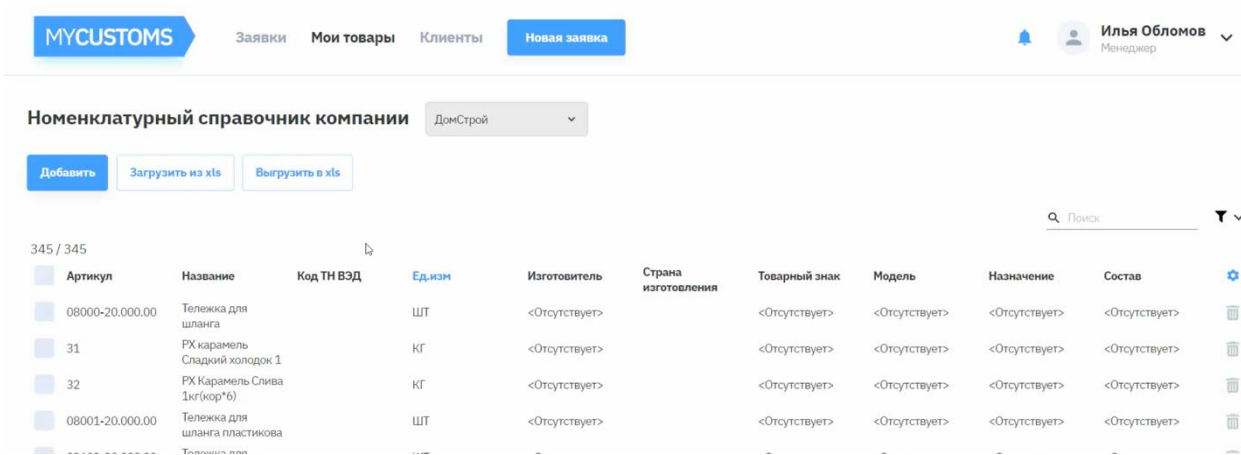 MYCUSTOMS Заявки Мои товары Клиенты Новая заявка Илья Обломов
Менеджер
Номенклатурный справочник компании ДомСтрой
Добавить Загрузить из xls Выгрузить в xls
Поиск
345 / 345
Артикул Название Код ТН ВЭД Ед.изм Изготовитель Страна изготовления Товарный знак Модель Назначение Состав
08000-20.000.00 Тележка для шланга ШТ <Отсутствует> <Отсутствует> <Отсутствует> <Отсутствует> <Отсутствует>
31 РХ карамель Сладкий холодок 1 КГ <Отсутствует> <Отсутствует> <Отсутствует> <Отсутствует> <Отсутствует>
32 РХ Карамель Слива 1кг(кор*6) КГ <Отсутствует> <Отсутствует> <Отсутствует> <Отсутствует> <Отсутствует>
08001-20.000.00 Тележка для шланга пластикова ШТ <Отсутствует> <Отсутствует> <Отсутствует> <Отсутствует> <Отсутствует>
Тележка для